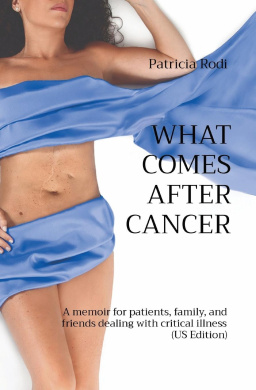 Patricia Rodi
WHAT
COMES
AFTER
CANCER
A memoir for patients, family, and
friends dealing with critical illness
(US Edition)